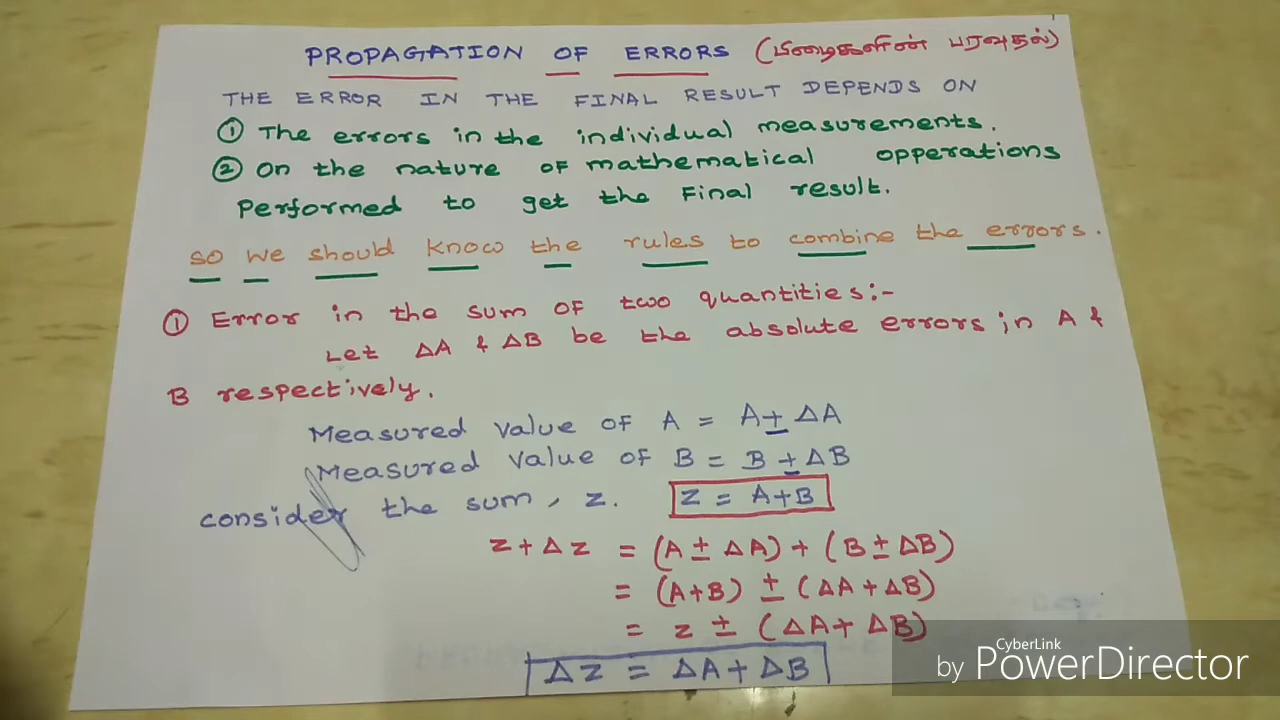 PROPAGATION OF ERRORS (பிழைகளின் பரவுதல்)
THE ERROR IN THE FINAL RESULT DEPENDS ON
① The errors in the individual measurements.
② On the nature of mathematical opperations
Performed to get the Final result.
so we should know the rules to combine the errors.
① Error in the sum of two quantities:-
Let ΔA & ΔB be the absolute errors in A &
B respectively.
Measured value of A = A ± ΔA
Measured value of B = B ± ΔB
consider the sum, z. Z = A+B
Z + ΔZ = (A ± ΔA) + (B ± ΔB)
= (A+B) ± (ΔA + ΔB)
= Z ± (ΔA + ΔB)
ΔZ = ΔA + ΔB
CyberLink
by PowerDirector